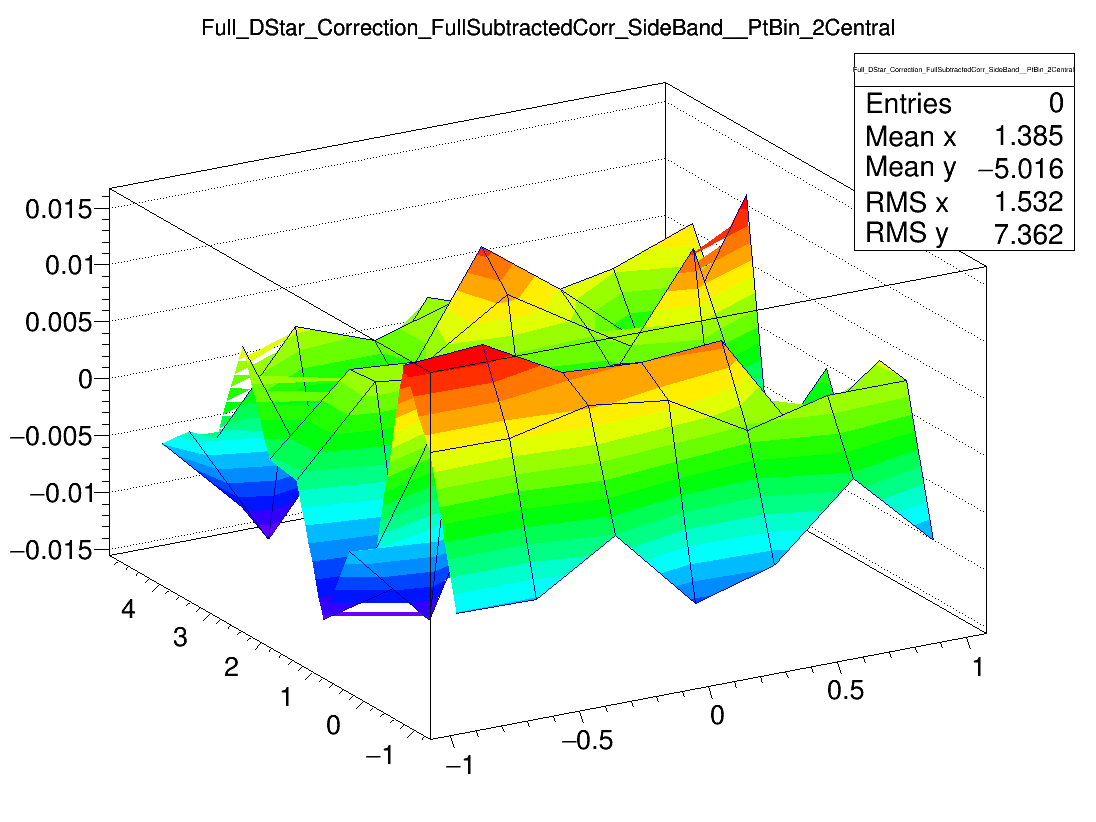 Full_DStar_Correction_FullSubtractedCorr_SideBand__PtBin_2Central
Full_DStar_Correction_FullSubtractedCorr_SideBand__PtBin_2Central
Entries 0
Mean x 1.385
Mean y −5.016
RMS x 1.532
RMS y 7.362
0.015
0.01
0.005
0
−0.005
−0.01
−0.015
4
3
2
1
0
−1
−1
−0.5
0
0.5
1